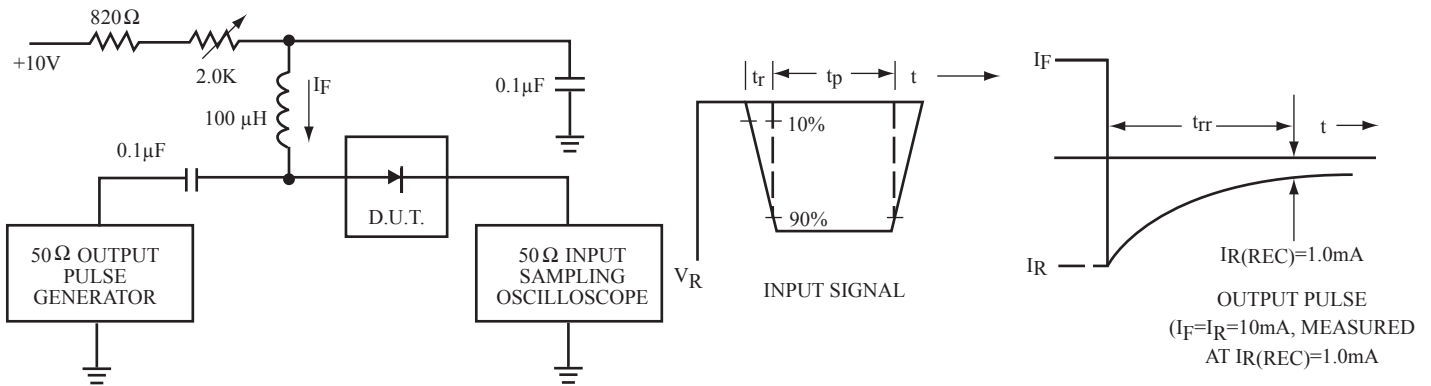 820Ω
+10V
2.0K
IF
100 µH
0.1µF
0.1µF
D.U.T.
50Ω OUTPUT
PULSE
GENERATOR
50Ω INPUT
SAMPLING
OSCILLOSCOPE
tr
tp
t
10%
90%
VR
INPUT SIGNAL
IF
trr
t
IR
IR(REC)=1.0mA
OUTPUT PULSE
(IF=IR=10mA, MEASURED
AT IR(REC)=1.0mA